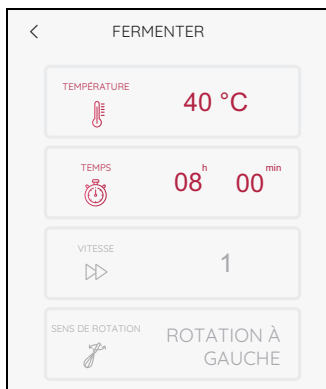 FERMENTER
TEMPÉRATURE
40 °C
TEMPS
08 h 00 min
VITESSE
1
SENS DE ROTATION
ROTATION À
GAUCHE